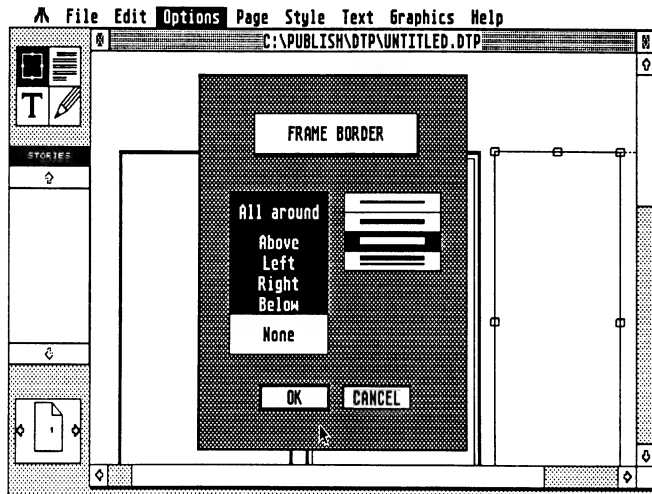 File Edit Options Page Style Text Graphics Help
C:\PUBLISH\DTP\UNTITLED.DTP
T
STORIES
FRAME BORDER
All around
Above
Left
Right
Below
None
OK CANCEL
1